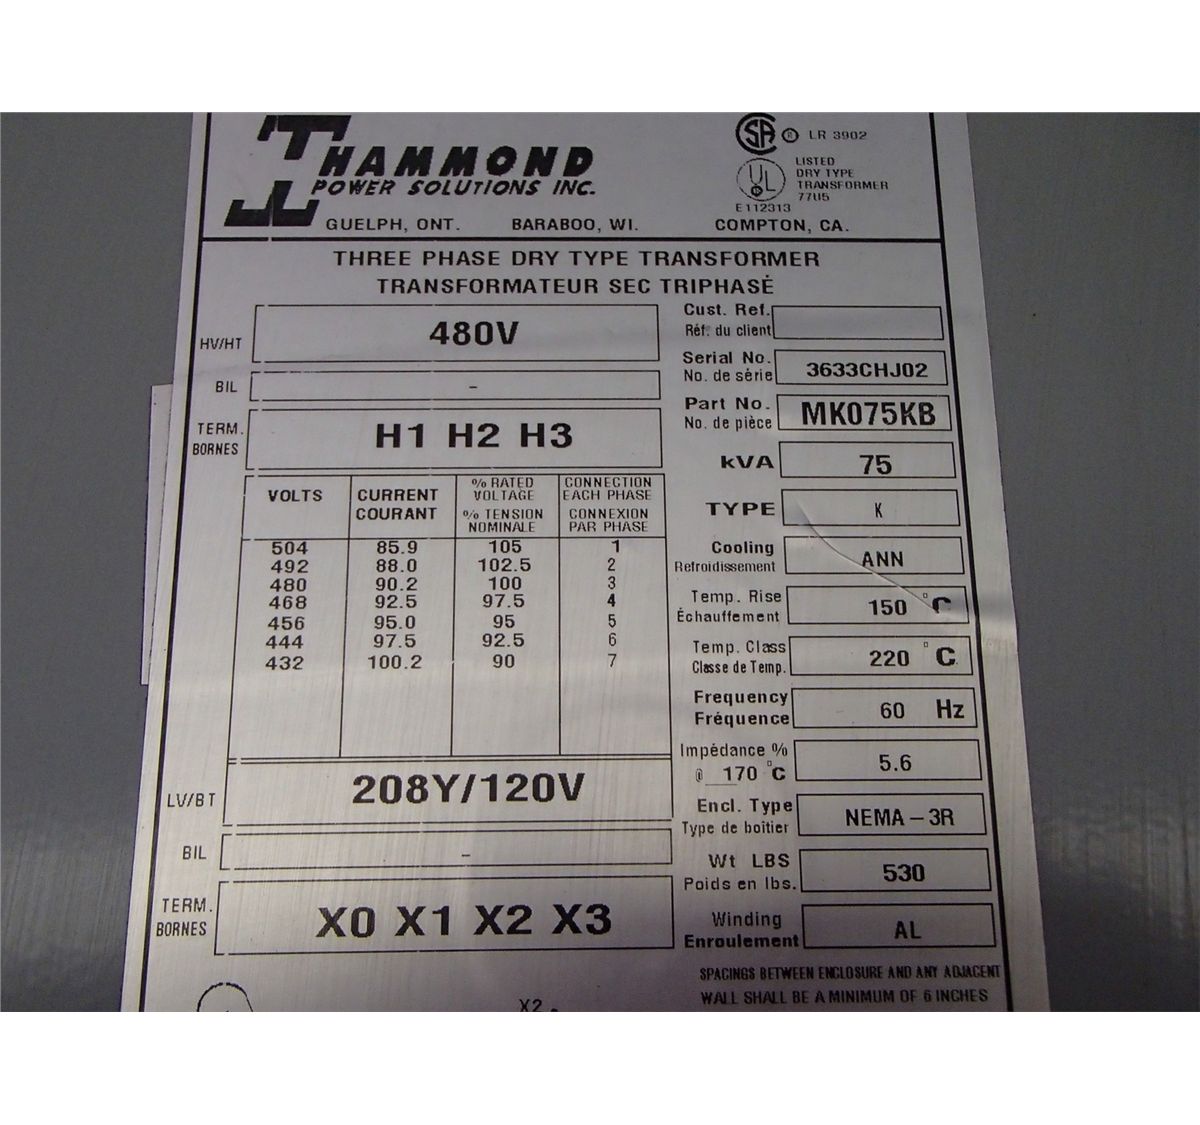 HAMMOND
POWER SOLUTIONS INC.
GUELPH, ONT. BARABOO, WI. COMPTON, CA.
SA ® LR 3902
UL
E112313
LISTED
DRY TYPE
TRANSFORMER
77U5
THREE PHASE DRY TYPE TRANSFORMER
TRANSFORMATEUR SEC TRIPHASÉ
HV/HT 480V
BIL -
TERM.
BORNES
H1 H2 H3
VOLTS CURRENT COURANT % RATED VOLTAGE % TENSION NOMINALE CONNECTION EACH PHASE CONNEXION PAR PHASE
504 85.9 105 1
492 88.0 102.5 2
480 90.2 100 3
468 92.5 97.5 4
456 95.0 95 5
444 97.5 92.5 6
432 100.2 90 7
LV/BT 208Y/120V
BIL -
TERM.
BORNES
X0 X1 X2 X3
X2
Cust. Ref.
Réf. du client
Serial No.
No. de série
3633CHJ02
Part No.
No. de pièce
MK075KB
kVA 75
TYPE K
Cooling
Refroidissement
ANN
Temp. Rise
Échauffement
150 °C
Temp. Class
Classe de Temp.
220 °C
Frequency
Fréquence
60 Hz
Impédance %
@ 170 °C
5.6
Encl. Type
Type de boîtier
NEMA-3R
Wt LBS
Poids en lbs.
530
Winding
Enroulement
AL
SPACINGS BETWEEN ENCLOSURE AND ANY ADJACENT
WALL SHALL BE A MINIMUM OF 6 INCHES